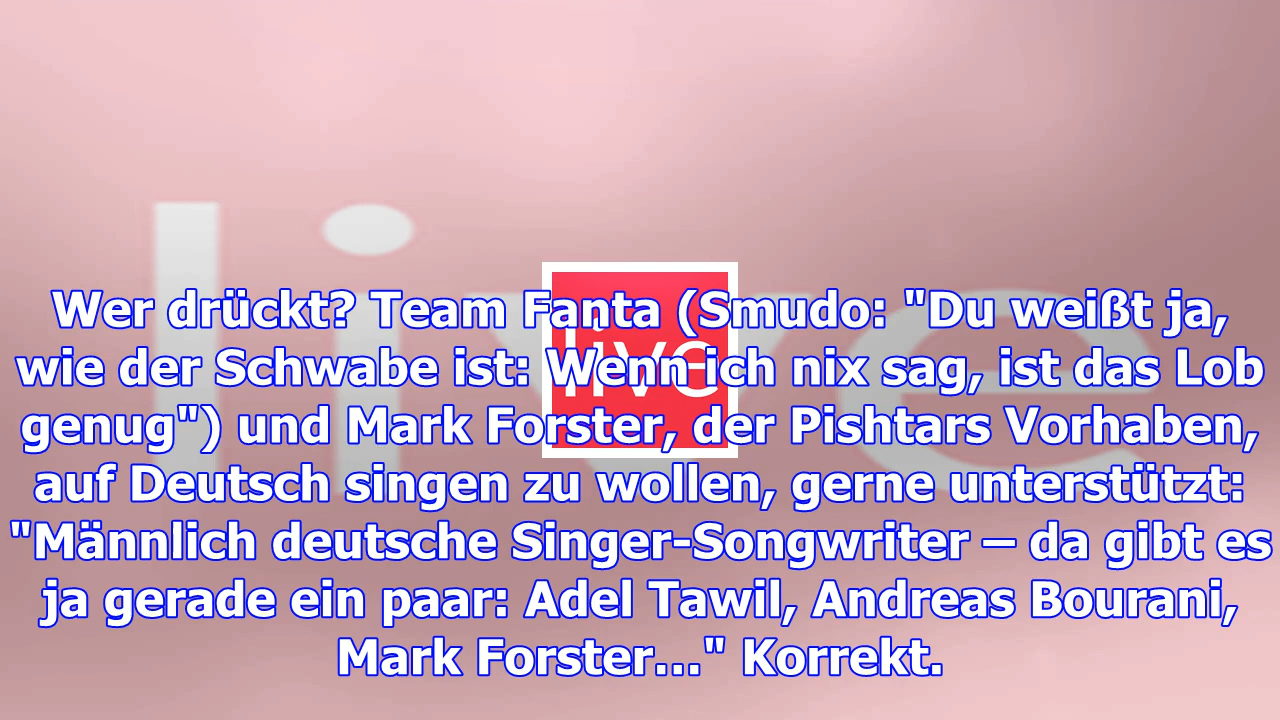 live
live
Wer drückt? Team Fanta (Smudo: "Du weißt ja,
wie der Schwabe ist: Wenn ich nix sag, ist das Lob
genug") und Mark Forster, der Pishtars Vorhaben,
auf Deutsch singen zu wollen, gerne unterstützt:
"Männlich deutsche Singer-Songwriter – da gibt es
ja gerade ein paar: Adel Tawil, Andreas Bourani,
Mark Forster..." Korrekt.